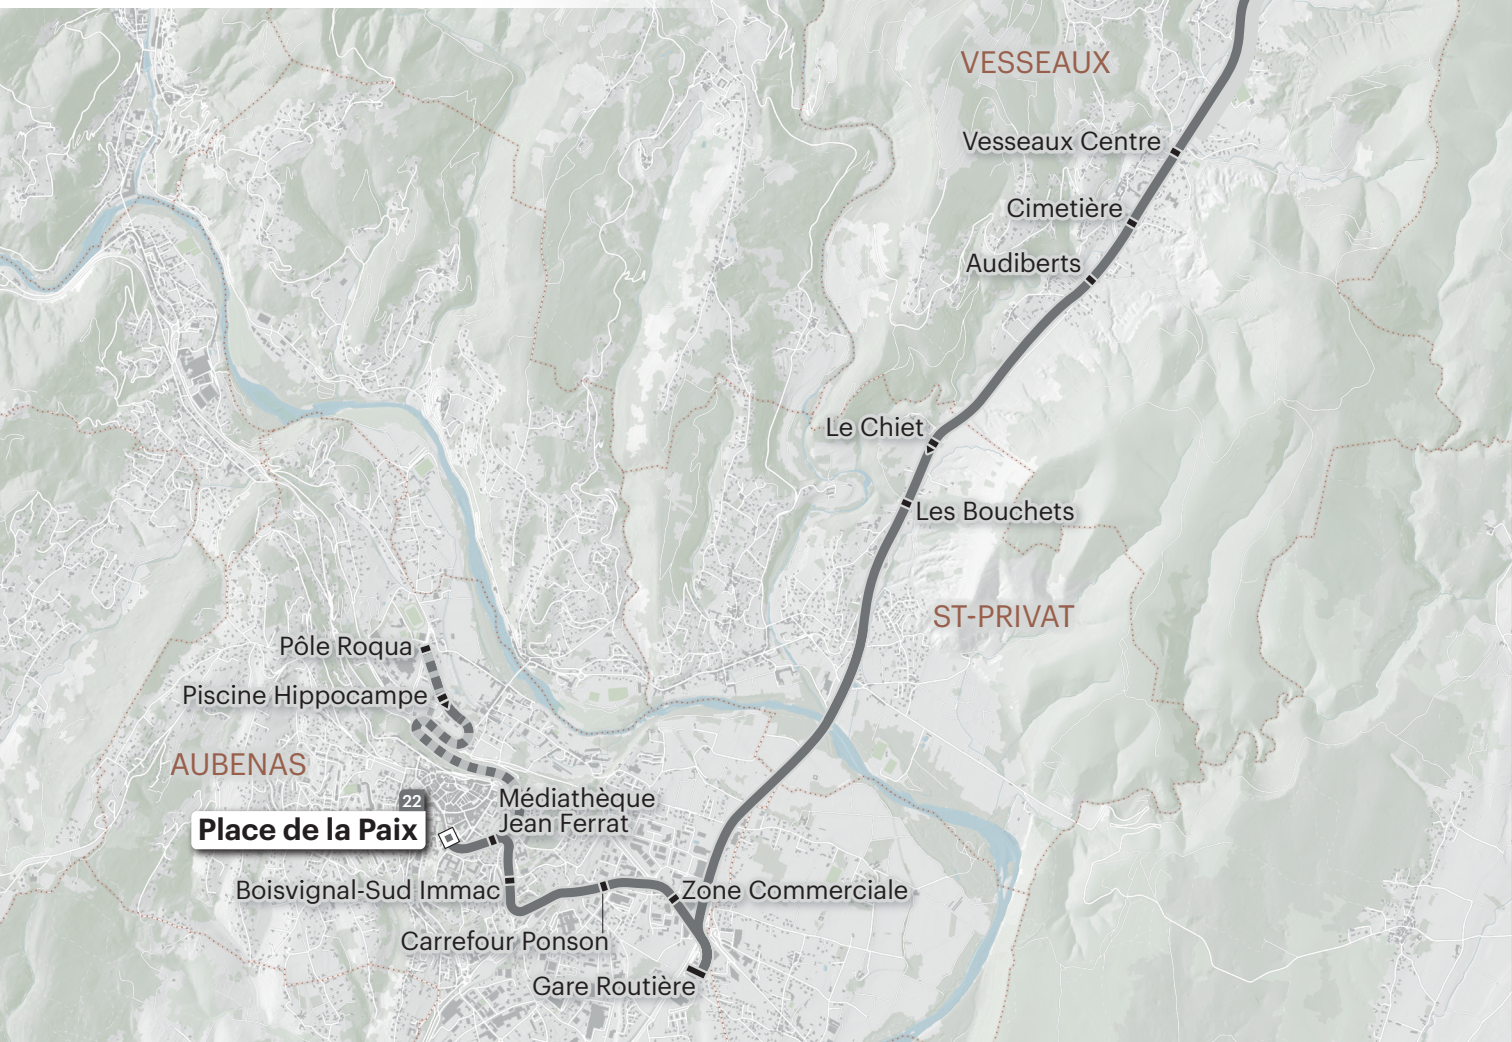 VESSEAUX
Vesseaux Centre
Cimetière
Audiberts
Le Chiet
Les Bouchets
ST-PRIVAT
Pôle Roqua
Piscine Hippocampe
AUBENAS
22
Place de la Paix
Médiathèque
Jean Ferrat
Boisvignal-Sud Immac
Zone Commerciale
Carrefour Ponson
Gare Routière